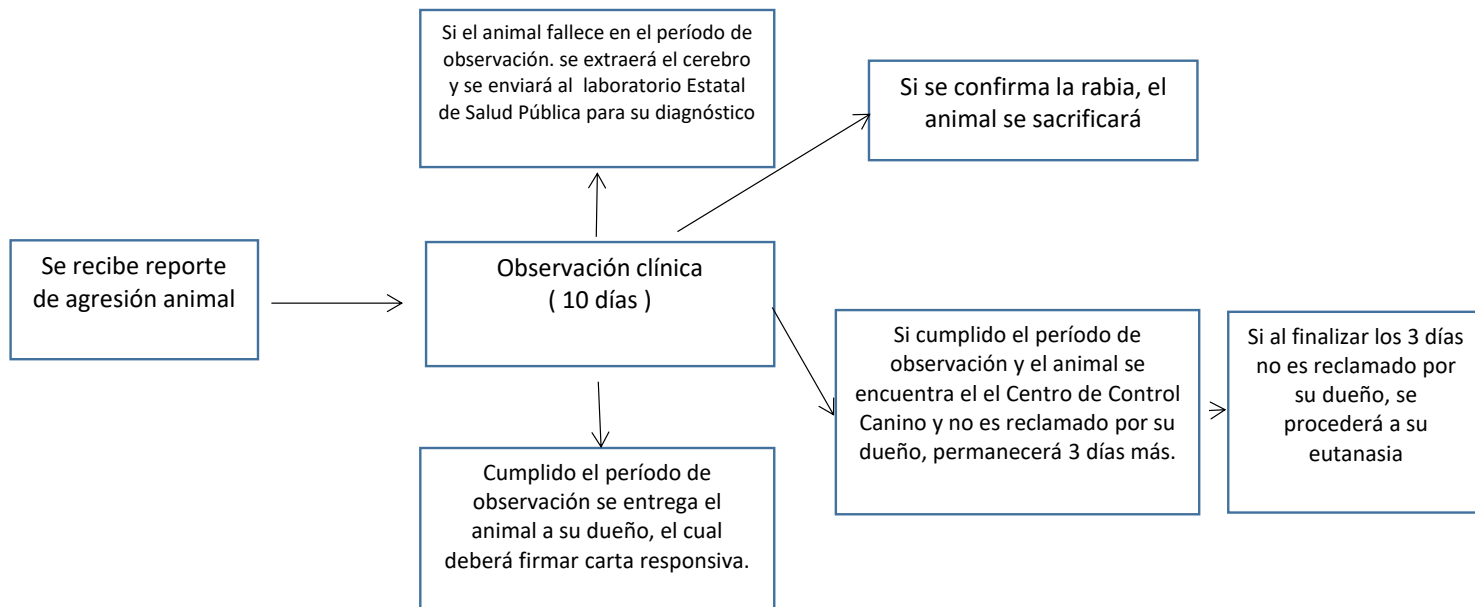 Si el animal fallece en el período de
observación. se extraerá el cerebro
y se enviará al laboratorio Estatal
de Salud Pública para su diagnóstico
Si se confirma la rabia, el
animal se sacrificará
Se recibe reporte
de agresión animal
Observación clínica
( 10 días )
Si cumplido el período de
observación y el animal se
encuentra el el Centro de Control
Canino y no es reclamado por su
dueño, permanecerá 3 días más.
Si al finalizar los 3 días
no es reclamado por
su dueño, se
procederá a su
eutanasia
Cumplido el período de
observación se entrega el
animal a su dueño, el cual
deberá firmar carta responsiva.